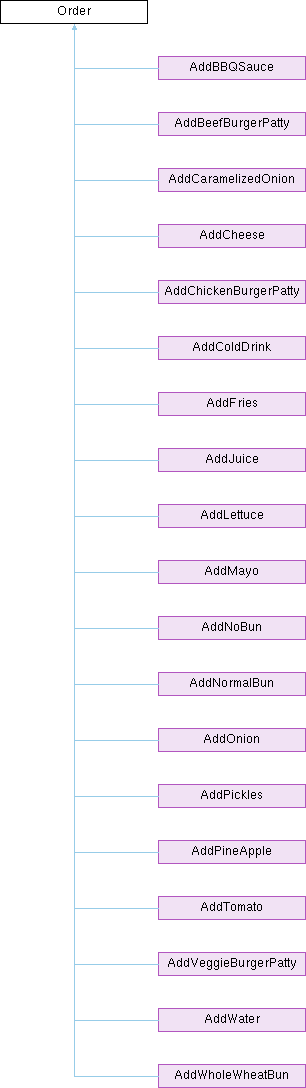 Order
AddBBQSauce
AddBeefBurgerPatty
AddCaramelizedOnion
AddCheese
AddChickenBurgerPatty
AddColdDrink
AddFries
AddJuice
AddLettuce
AddMayo
AddNoBun
AddNormalBun
AddOnion
AddPickles
AddPineApple
AddTomato
AddVeggieBurgerPatty
AddWater
AddWholeWheatBun